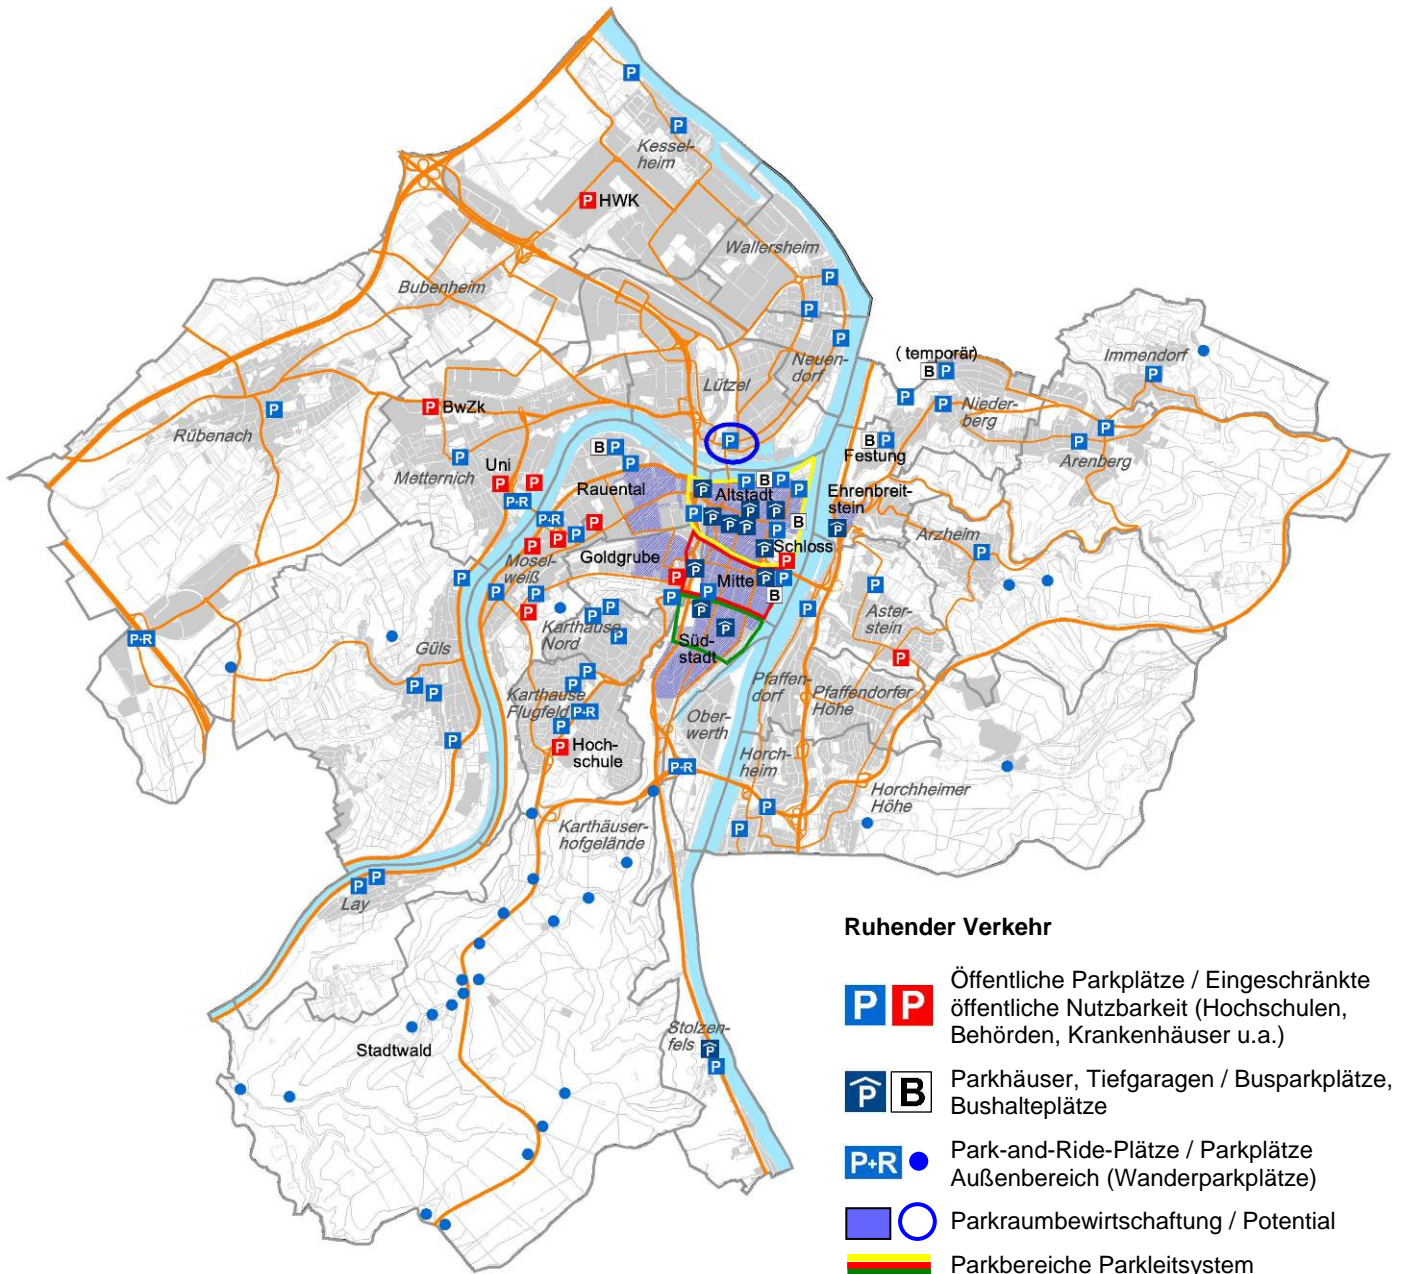 P
P
Kessel-
heim
P HWK
Wallersheim
P
Bubenheim
P
P
( temporär)
B P
Immendorf
P
Neuen-
dorf
Lützel
P
P
Nieder-
berg
P
P
Arenberg
P
Rübenach
P BwZk
P
B P
Festung
P
Metternich
Uni
P
P
P+R
B P
P
Rauental
P
P
B
P
P
Altstadt
Ehrenbreit-
stein
P
P
P
P
P
P
P
P
P
B
P
P+R
P
P
P
P
Mosel-
weiß
Goldgrube
P
Schloss
P
Arzheim
P
P
P
Mitte
P
P
B
P
P
P
P
P
P
P
P
Aster-
stein
P
P
P
P
P
Karthause
Nord
P+R
Güls
P
Süd-
stadt
P
P
P
P
P
Karthause
Flugfeld
P+R
P
Pfaffen-
dorf
Pfaffendorfer
Höhe
Ober-
werth
P
P Hoch-
schule
P+R
Horch-
heim
Horchheimer
Höhe
P
P
Karthäuser-
hofgelände
P
P
Lay
Stadtwald
Stolzen-
fels
P
P
Ruhender Verkehr
P P Öffentliche Parkplätze / Eingeschränkte
öffentliche Nutzbarkeit (Hochschulen,
Behörden, Krankenhäuser u.a.)
P B Parkhäuser, Tiefgaragen / Busparkplätze,
Bushalteplätze
P+R Park-and-Ride-Plätze / Parkplätze
Außenbereich (Wanderparkplätze)
Parkraumbewirtschaftung / Potential
Parkbereiche Parkleitsystem